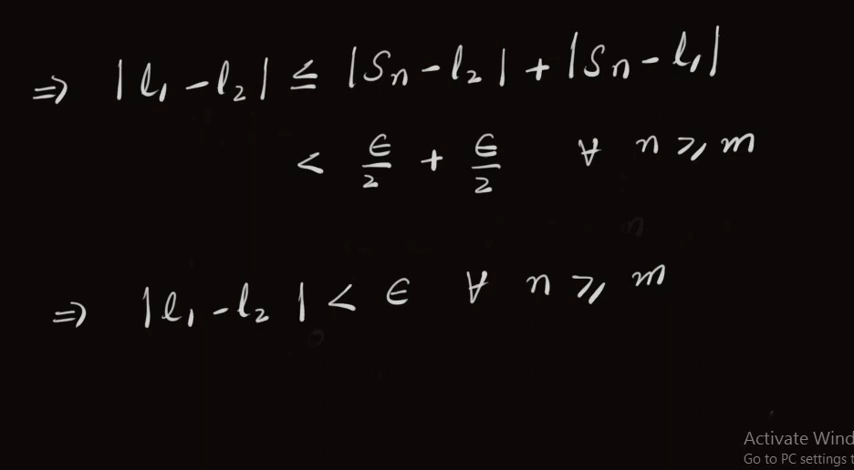 ⇒ |l₁ - l₂| ≤ |Sₙ - l₂| + |Sₙ - l₁|
< ϵ/2 + ϵ/2 ∀ n ⩾ m
⇒ |l₁ - l₂| < ϵ ∀ n ⩾ m
Activate Wind
Go to PC settings t